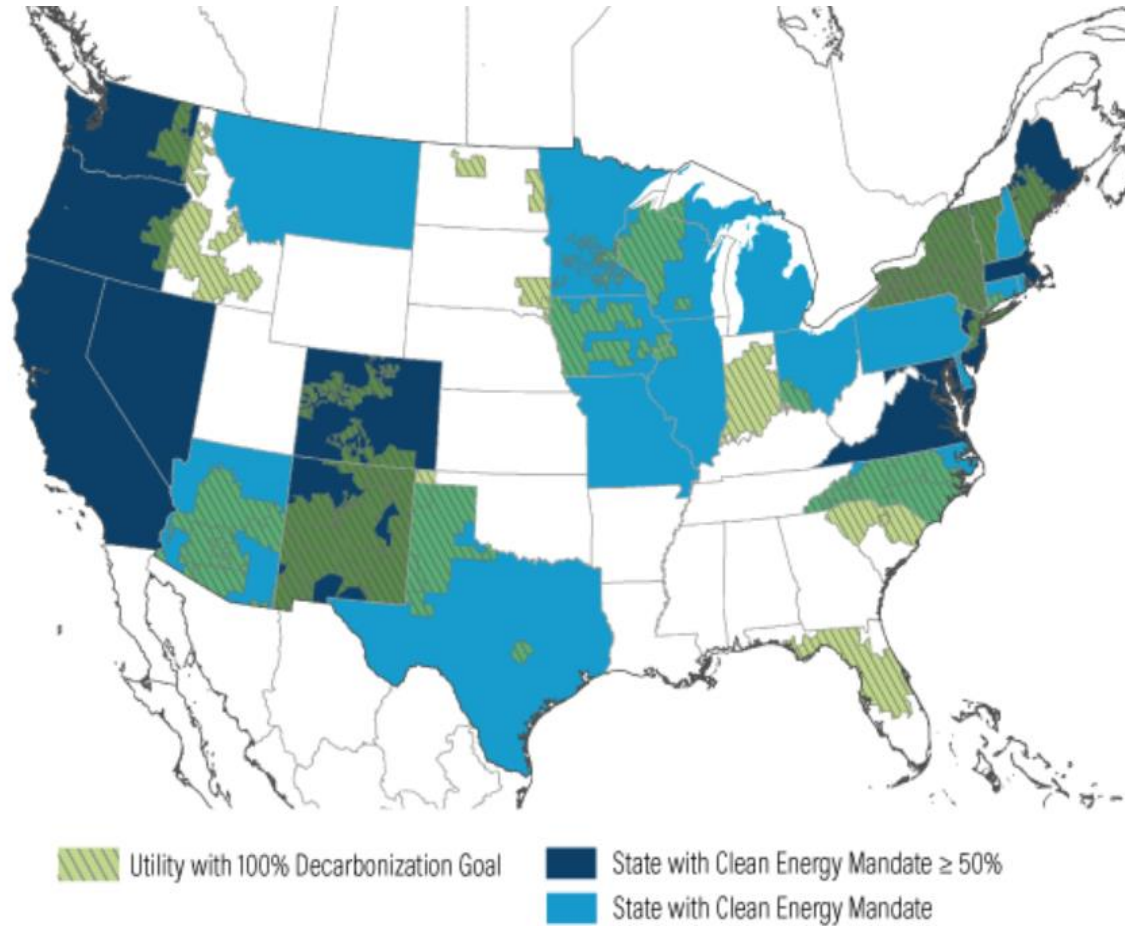 Utility with 100% Decarbonization Goal
State with Clean Energy Mandate ≥ 50%
State with Clean Energy Mandate